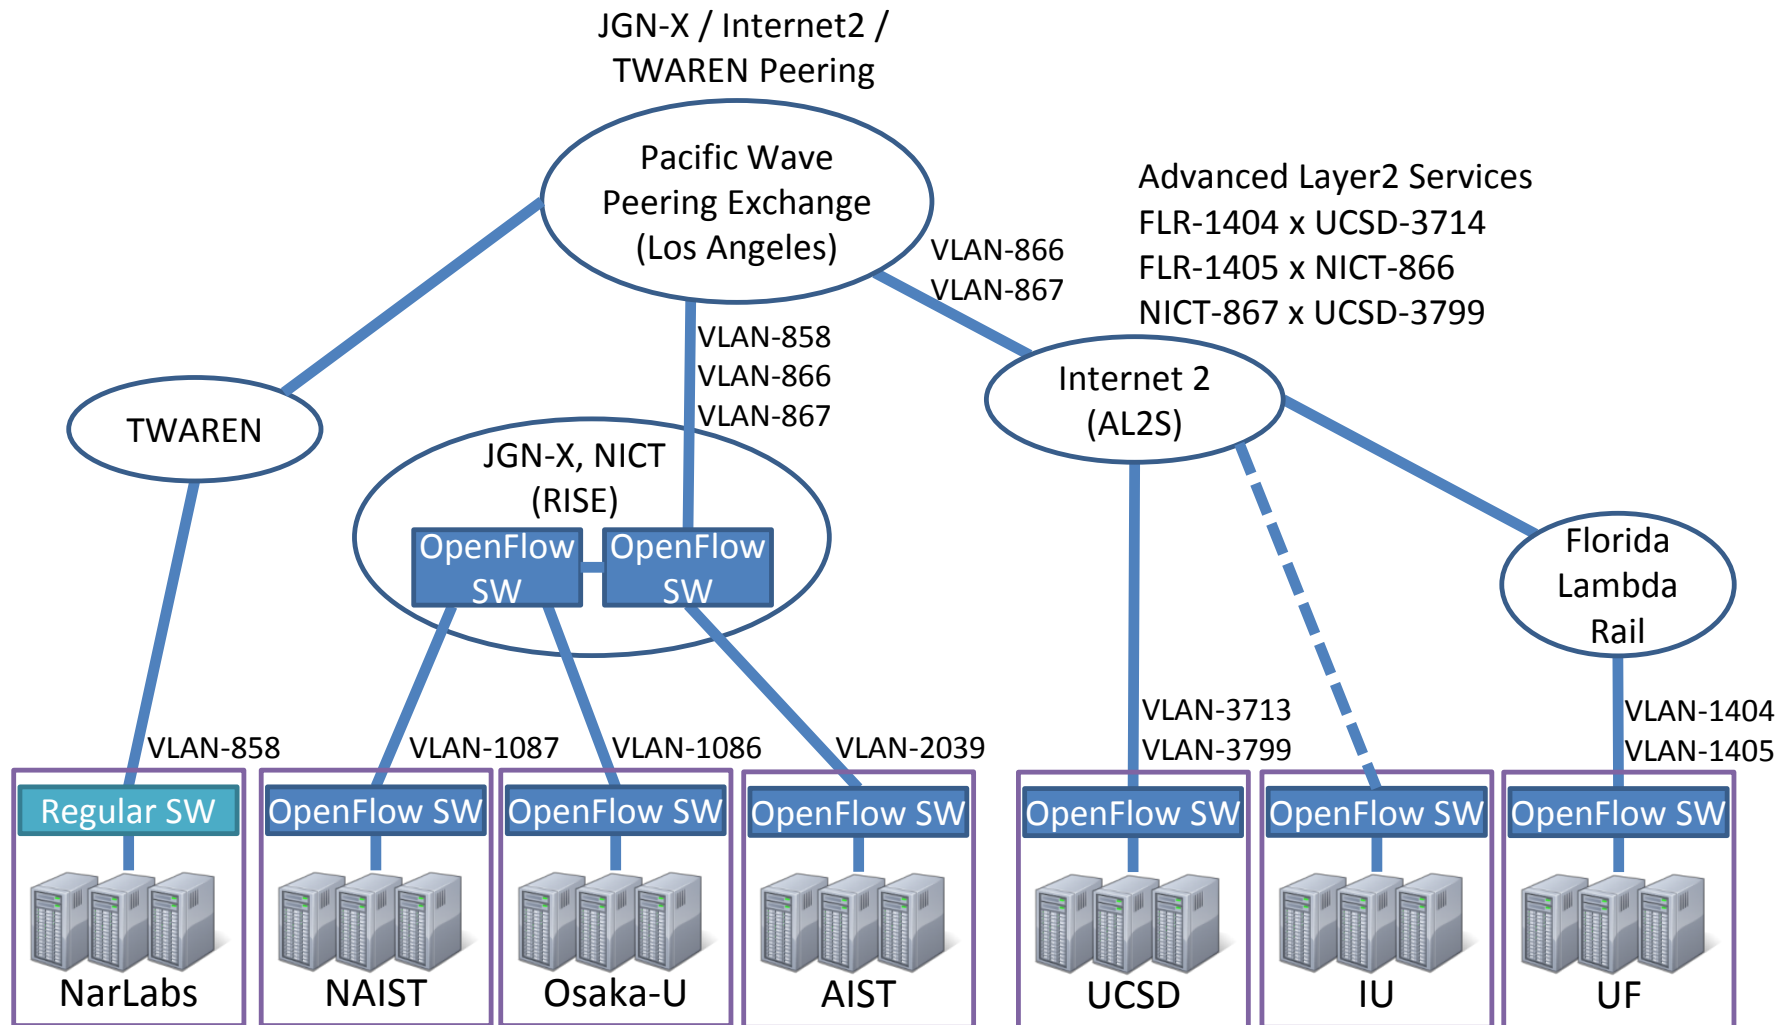 JGN-X / Internet2 /
TWAREN Peering
Pacific Wave
Peering Exchange
(Los Angeles)
Advanced Layer2 Services
FLR-1404 x UCSD-3714
FLR-1405 x NICT-866
NICT-867 x UCSD-3799
VLAN-866
VLAN-867
VLAN-858
VLAN-866
VLAN-867
Internet 2
(AL2S)
TWAREN
JGN-X, NICT
(RISE)
OpenFlow
SW
OpenFlow
SW
Florida
Lambda
Rail
VLAN-858
VLAN-1087
VLAN-1086
VLAN-2039
VLAN-3713
VLAN-3799
VLAN-1404
VLAN-1405
Regular SW
OpenFlow SW
OpenFlow SW
OpenFlow SW
OpenFlow SW
OpenFlow SW
OpenFlow SW
NarLabs
NAIST
Osaka-U
AIST
UCSD
IU
UF